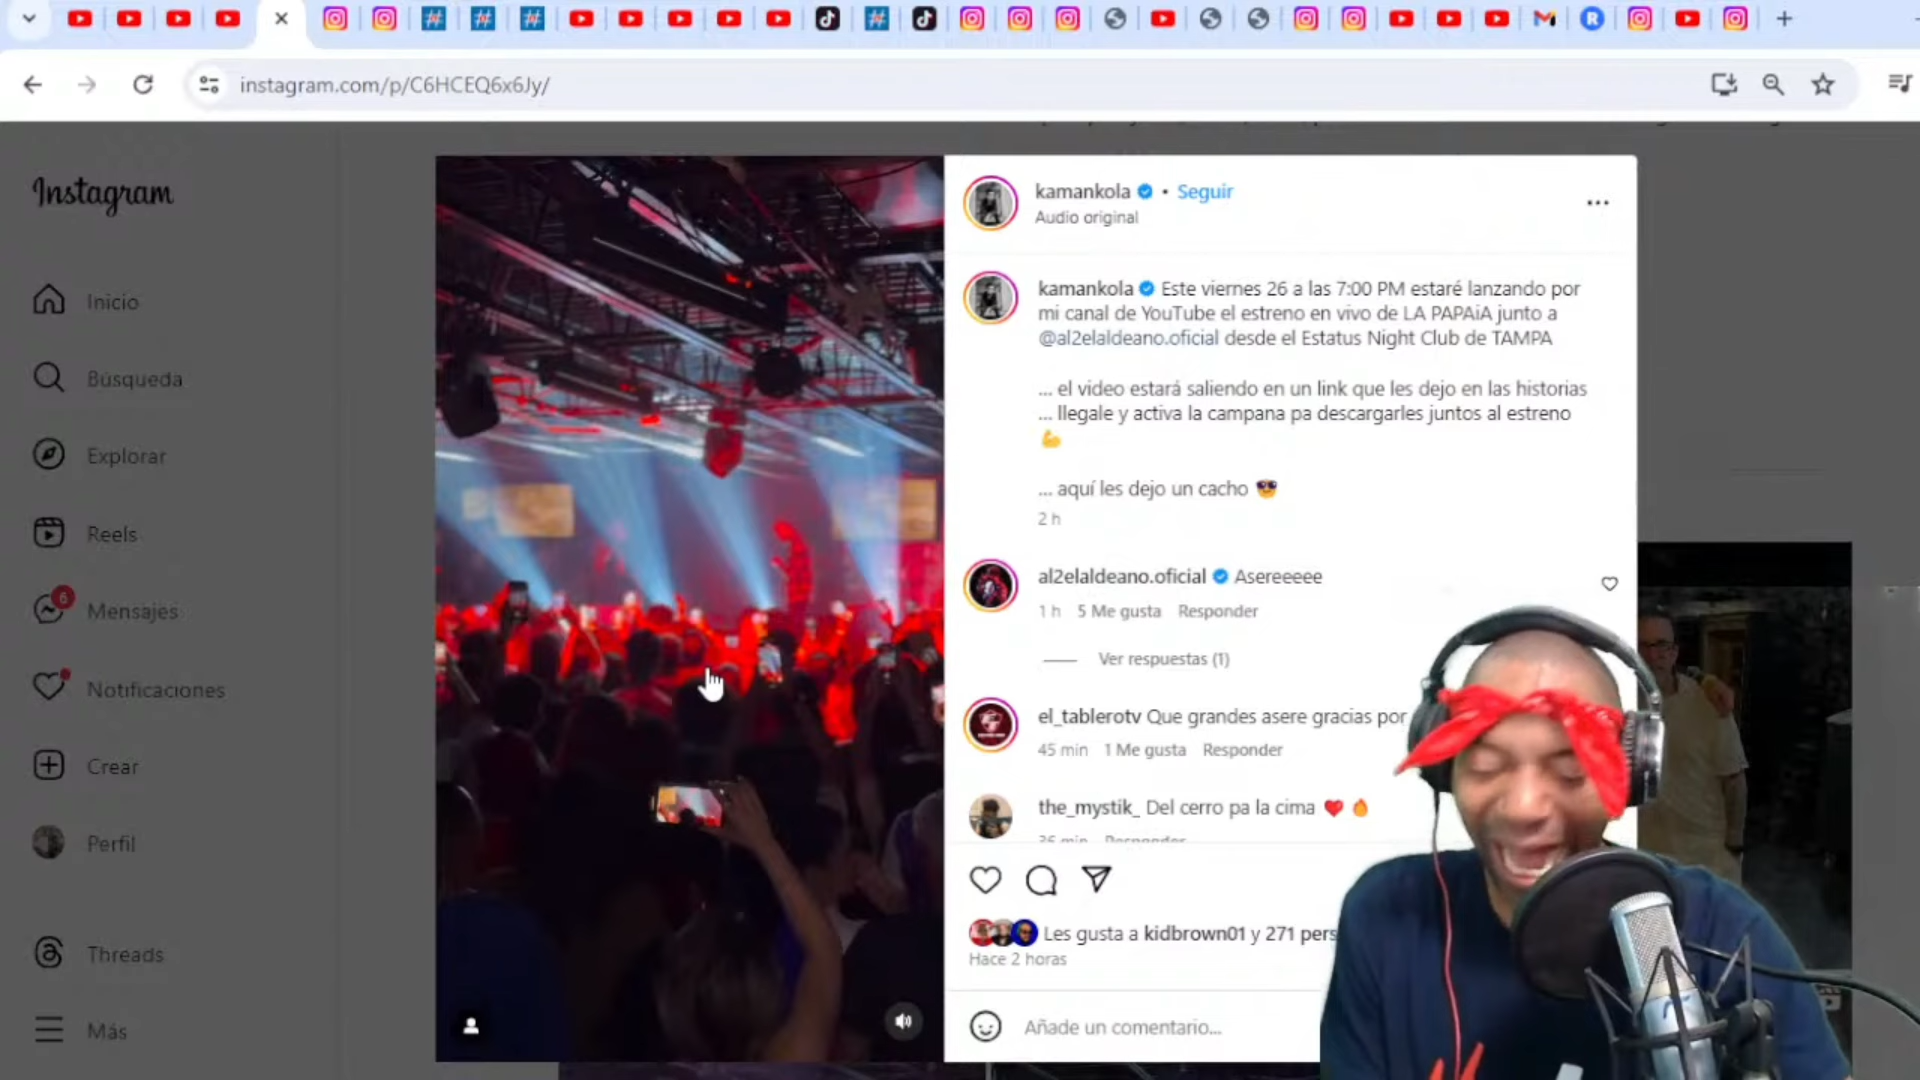 instagram.com/p/C6HCEQ6x6Jy/
Instagram
Inicio
Búsqueda
Explorar
Reels
6
Mensajes
Notificaciones
Crear
Perfil
Threads
Más
kamankola • Seguir
Audio original
kamankola Este viernes 26 a las 7:00 PM estaré lanzando por
mi canal de YouTube el estreno en vivo de LA PAPAiA junto a
@al2elaldeano.oficial desde el Estatus Night Club de TAMPA
... el video estará saliendo en un link que les dejo en las historias
... llegale y activa la campana pa descargarles juntos al estreno
💪
... aquí les dejo un cacho 😎
2 h
al2elaldeano.oficial Asereeeee
1 h 5 Me gusta Responder
Ver respuestas (1)
el_tablerotv Que grandes asere gracias por
45 min 1 Me gusta Responder
the_mystik_ Del cerro pa la cima ❤️ 🔥
36 min Responder
Les gusta a kidbrown01 y 271 pers
Hace 2 horas
Añade un comentario...